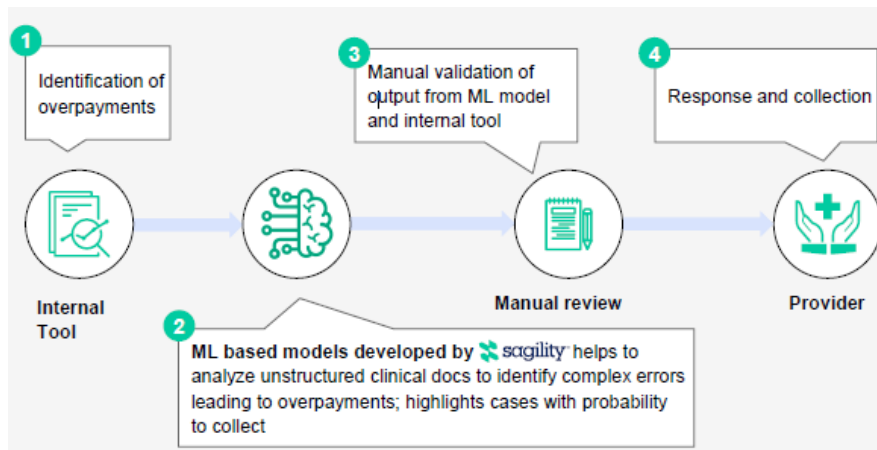 1
Identification of
overpayments
3
Manual validation of
output from ML model
and internal tool
4
Response and collection
Internal
Tool
Manual review
Provider
2
ML based models developed by sagility helps to
analyze unstructured clinical docs to identify complex errors
leading to overpayments; highlights cases with probability
to collect